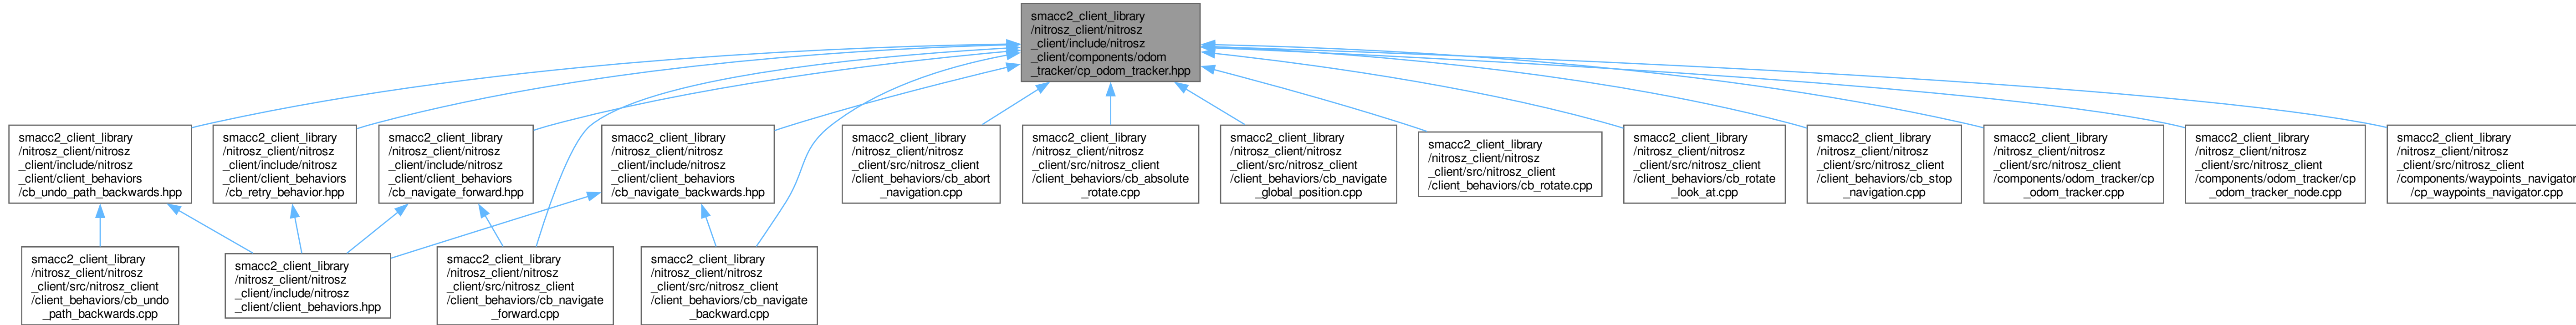 smacc2_client_library
/nitrosz_client/nitrosz
_client/include/nitrosz
_client/components/odom
_tracker/cp_odom_tracker.hpp
smacc2_client_library
/nitrosz_client/nitrosz
_client/include/nitrosz
_client/client_behaviors
/cb_undo_path_backwards.hpp
smacc2_client_library
/nitrosz_client/nitrosz
_client/include/nitrosz
_client/client_behaviors
/cb_retry_behavior.hpp
smacc2_client_library
/nitrosz_client/nitrosz
_client/include/nitrosz
_client/client_behaviors
/cb_navigate_forward.hpp
smacc2_client_library
/nitrosz_client/nitrosz
_client/include/nitrosz
_client/client_behaviors
/cb_navigate_backwards.hpp
smacc2_client_library
/nitrosz_client/nitrosz
_client/src/nitrosz_client
/client_behaviors/cb_abort
_navigation.cpp
smacc2_client_library
/nitrosz_client/nitrosz
_client/src/nitrosz_client
/client_behaviors/cb_absolute
_rotate.cpp
smacc2_client_library
/nitrosz_client/nitrosz
_client/src/nitrosz_client
/client_behaviors/cb_navigate
_global_position.cpp
smacc2_client_library
/nitrosz_client/nitrosz
_client/src/nitrosz_client
/client_behaviors/cb_rotate.cpp
smacc2_client_library
/nitrosz_client/nitrosz
_client/src/nitrosz_client
/client_behaviors/cb_rotate
_look_at.cpp
smacc2_client_library
/nitrosz_client/nitrosz
_client/src/nitrosz_client
/client_behaviors/cb_stop
_navigation.cpp
smacc2_client_library
/nitrosz_client/nitrosz
_client/src/nitrosz_client
/components/odom_tracker/cp
_odom_tracker.cpp
smacc2_client_library
/nitrosz_client/nitrosz
_client/src/nitrosz_client
/components/odom_tracker/cp
_odom_tracker_node.cpp
smacc2_client_library
/nitrosz_client/nitrosz
_client/src/nitrosz_client
/components/waypoints_navigator
/cp_waypoints_navigator.cpp
smacc2_client_library
/nitrosz_client/nitrosz
_client/src/nitrosz_client
/client_behaviors/cb_undo
_path_backwards.cpp
smacc2_client_library
/nitrosz_client/nitrosz
_client/include/nitrosz
_client/client_behaviors.hpp
smacc2_client_library
/nitrosz_client/nitrosz
_client/src/nitrosz_client
/client_behaviors/cb_navigate
_forward.cpp
smacc2_client_library
/nitrosz_client/nitrosz
_client/src/nitrosz_client
/client_behaviors/cb_navigate
_backward.cpp